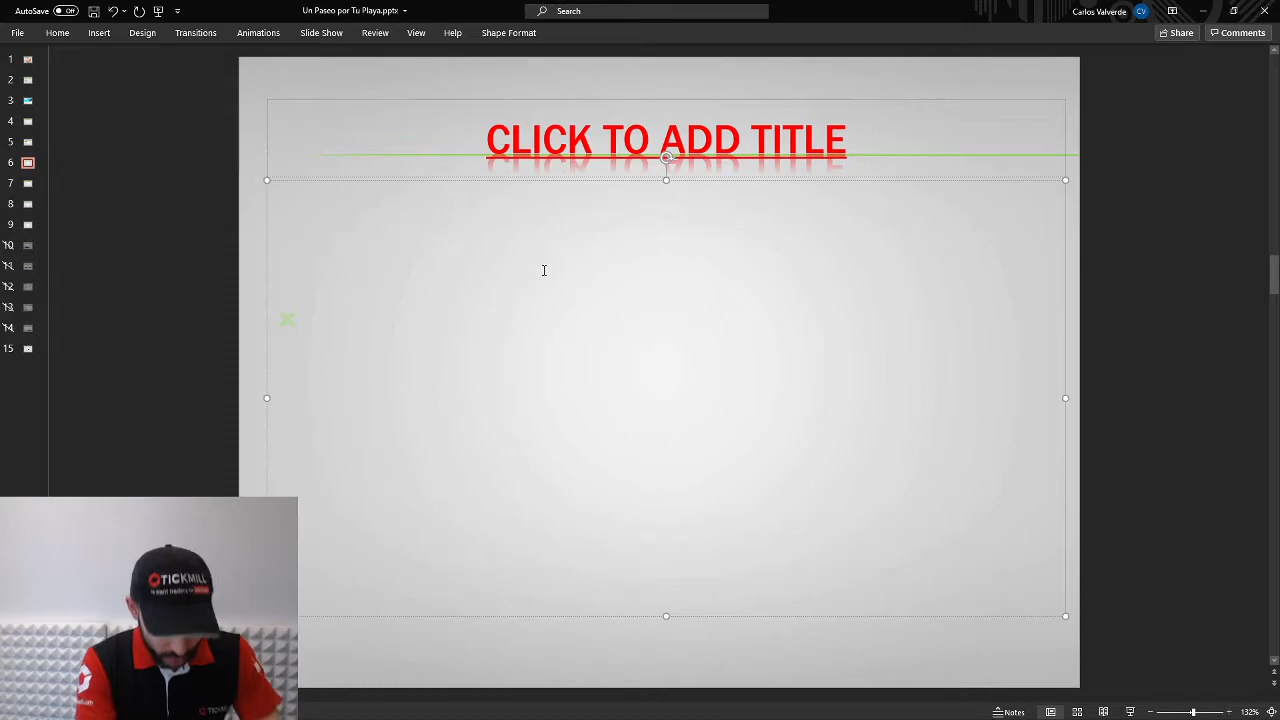 AutoSave Off
Un Paseo por Tu Playa.pptx
Search
Carlos Valverde CV
File Home Insert Design Transitions Animations Slide Show Review View Help Shape Format
Share Comments
1
2
3
4
5
6
7
8
9
10
11
12
13
14
15
CLICK TO ADD TITLE
TICKMILL
Notes
132%